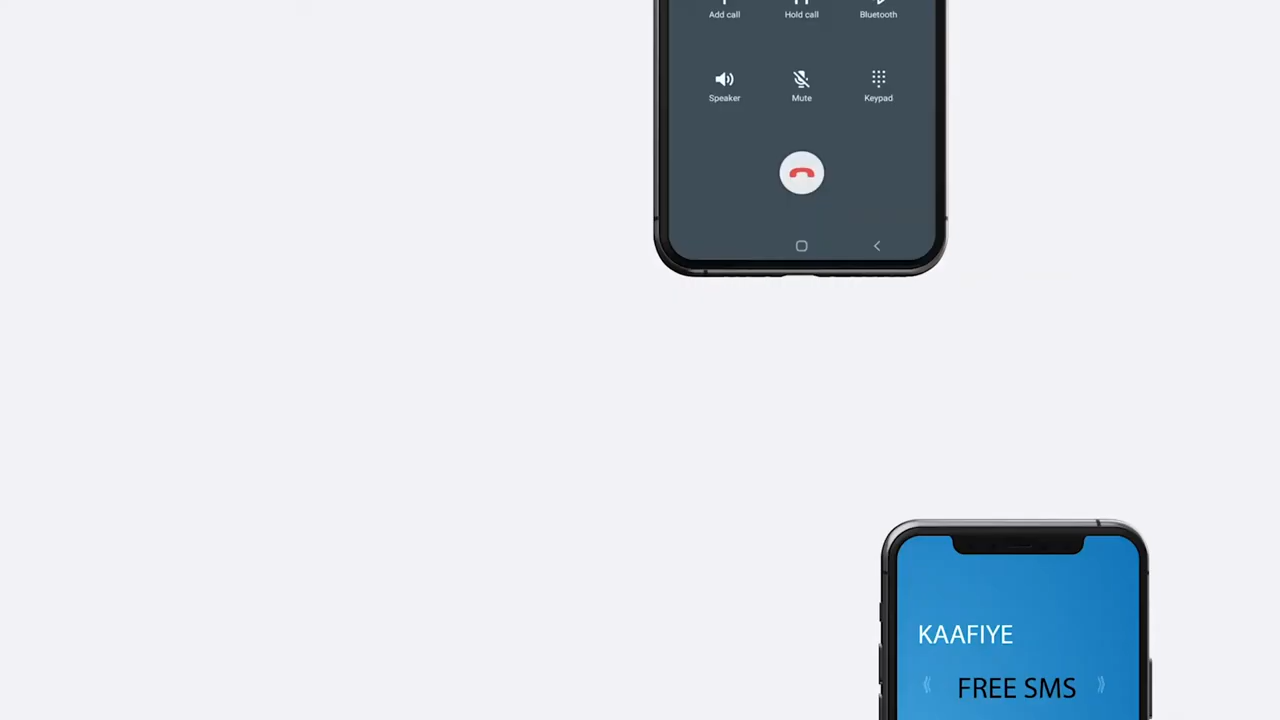 Add call Hold call Bluetooth
Speaker Mute Keypad
KAAFIYE
FREE SMS